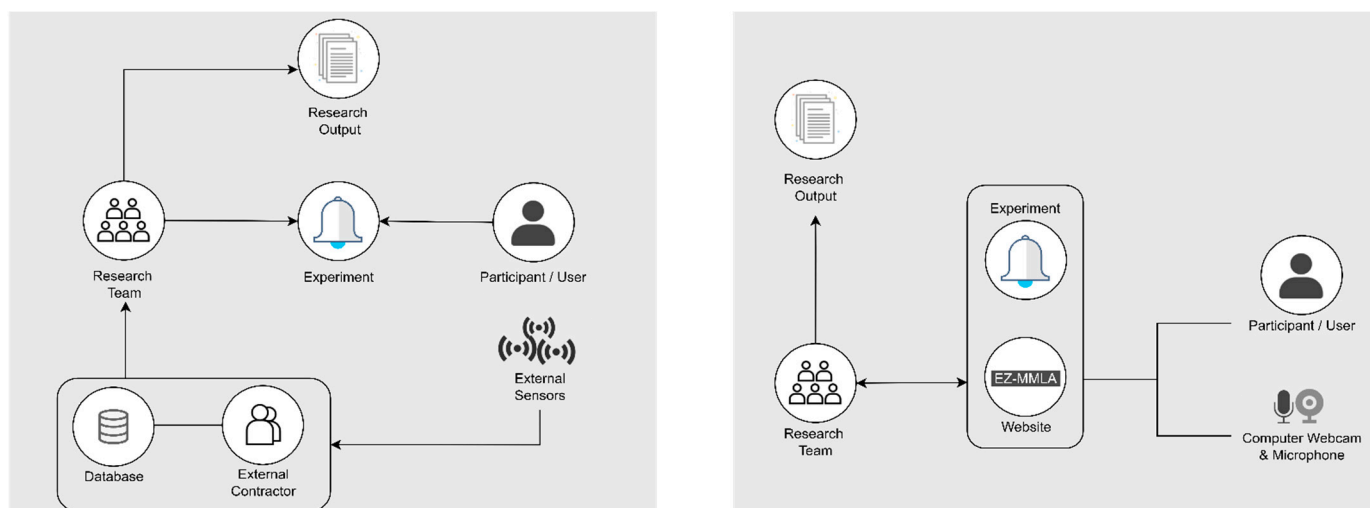 Research
Output
Research
Team
Experiment
Participant / User
External
Sensors
Database
External
Contractor
Research
Output
Experiment
EZ-MMLA
Website
Research
Team
Participant / User
Computer Webcam
& Microphone